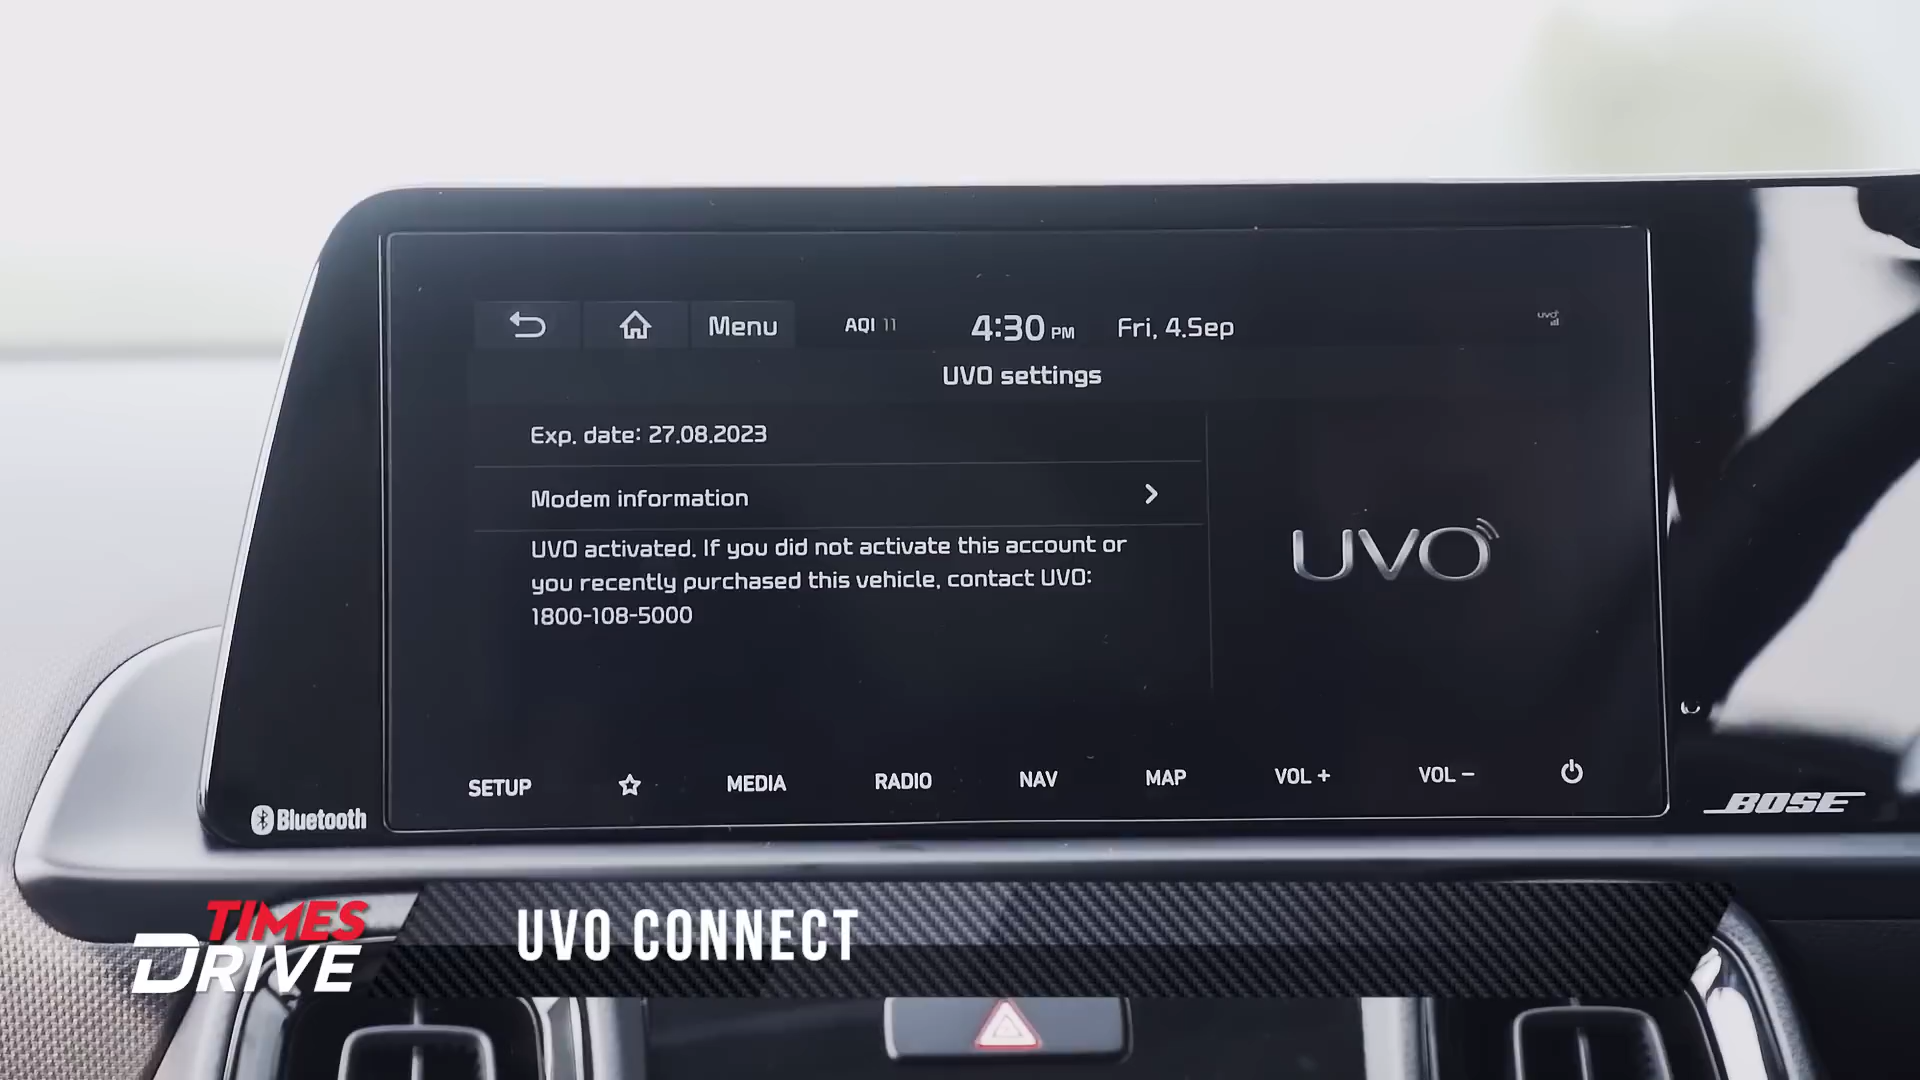 Menu
AQI 11
4:30 PM
Fri, 4.Sep
UVO
UVO settings
Exp. date: 27.08.2023
Modem information
UVO activated. If you did not activate this account or
you recently purchased this vehicle, contact UVO:
1800-108-5000
UVO
SETUP
MEDIA
RADIO
NAV
MAP
VOL +
VOL −
Bluetooth
BOSE
TIMES
DRIVE
UVO CONNECT